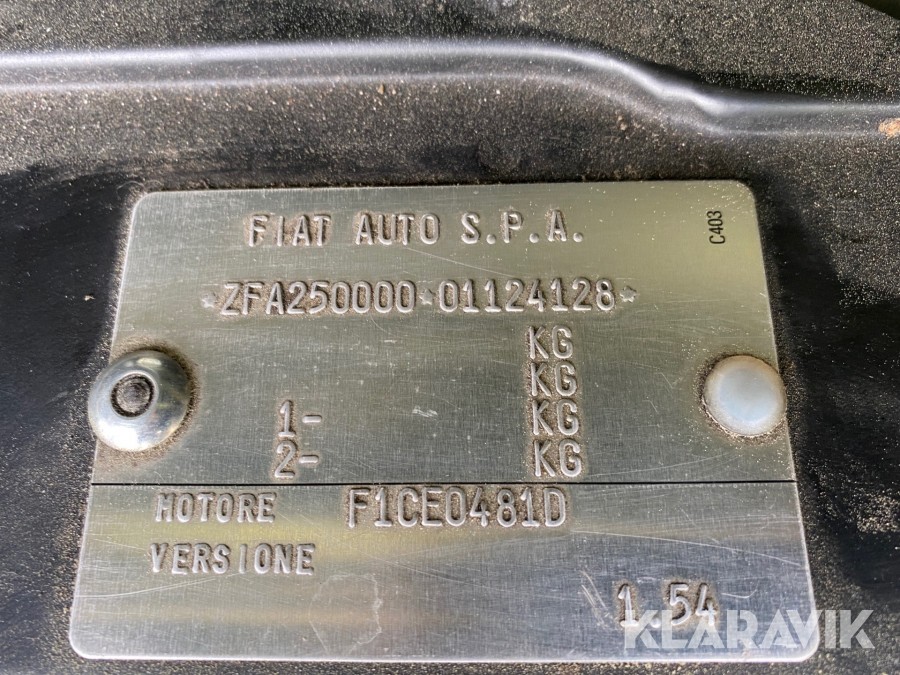 FIAT AUTO S.P.A.
C403
*ZFA250000*01124128*
KG
KG
1- KG
2- KG
MOTORE F1CE0481D
VERSIONE
1.54
KLARAVIK